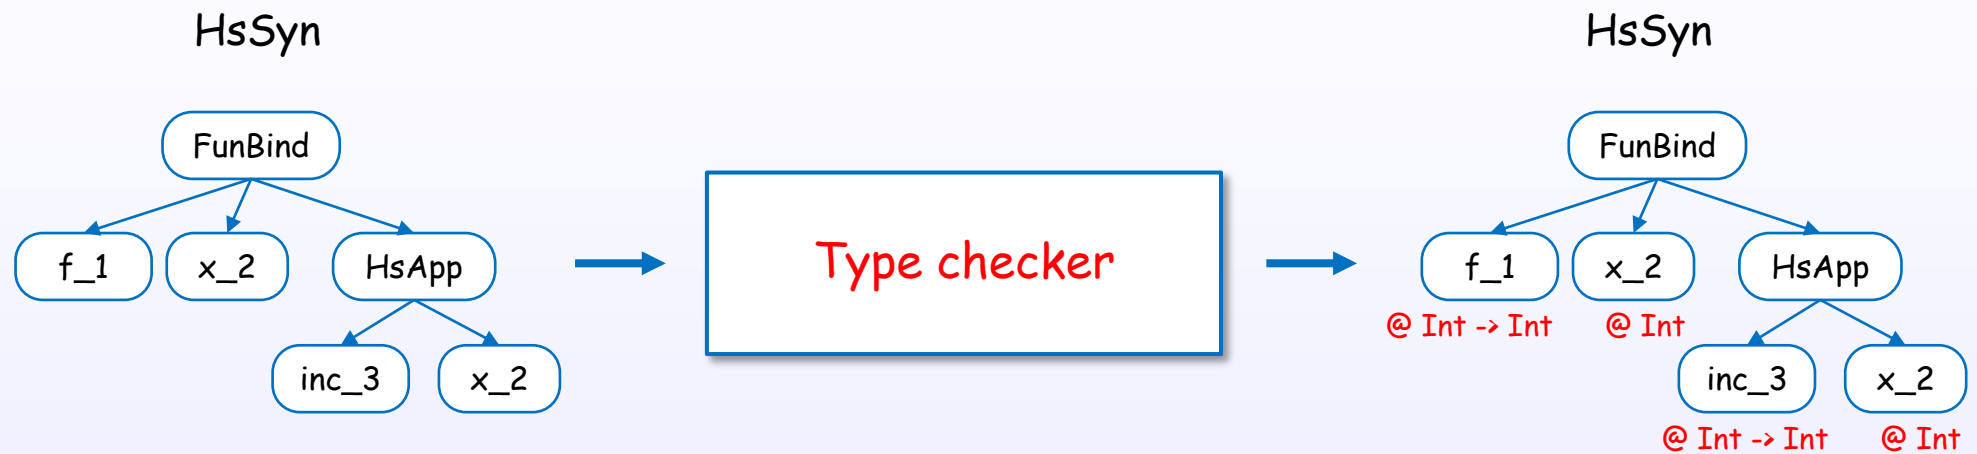 HsSyn
FunBind
f_1
x_2
HsApp
inc_3
x_2
Type checker
HsSyn
FunBind
f_1
x_2
HsApp
@ Int -> Int
@ Int
inc_3
x_2
@ Int -> Int
@ Int